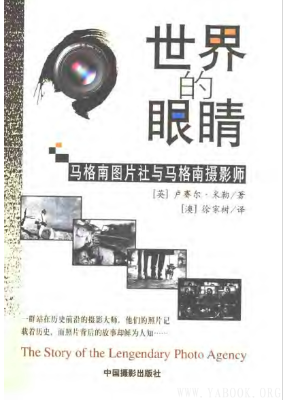 世界
的
眼睛
马格南图片社与马格南摄影师
[英] 卢赛尔·米勒/著
[澳] 徐家树/译
一群站在历史前沿的摄影大师，他们的照片记
载着历史，而照片背后的故事却鲜为人知……
The Story of the Lengendary Photo Agency
中国摄影出版社
WWW.YABOOK.ORG